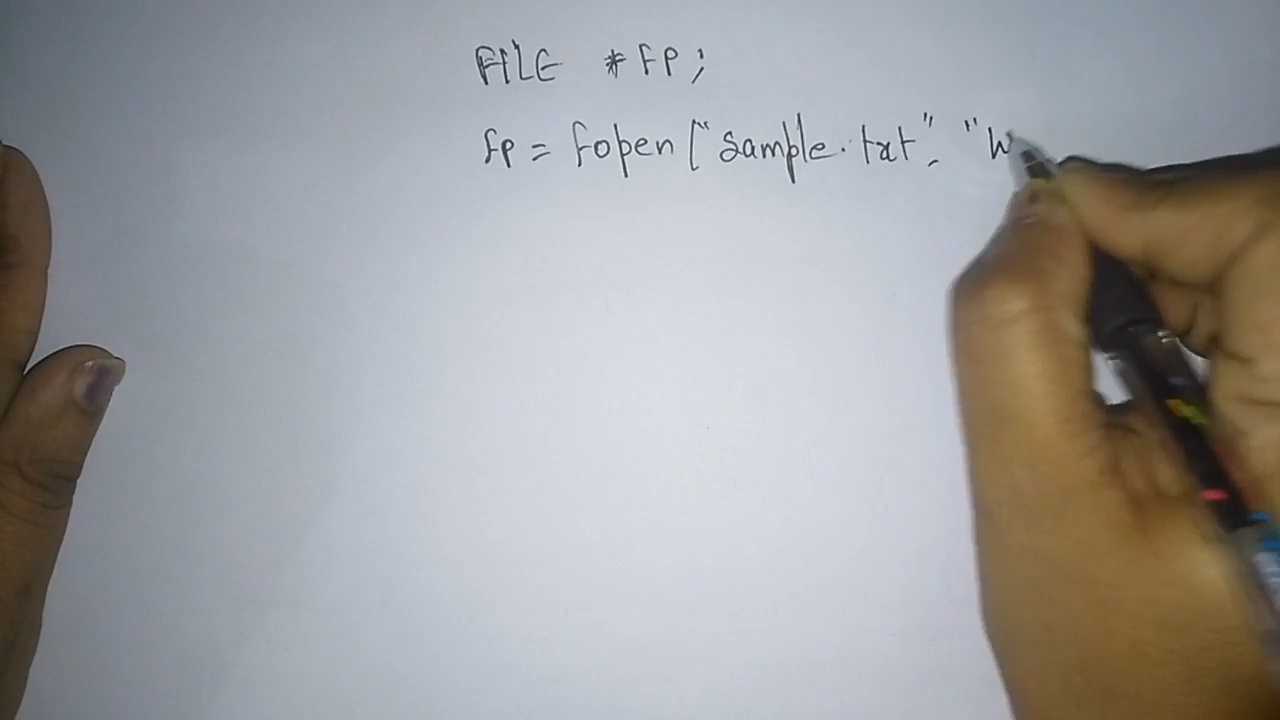 FILE *FP;
fp = fopen("sample.txt", "w